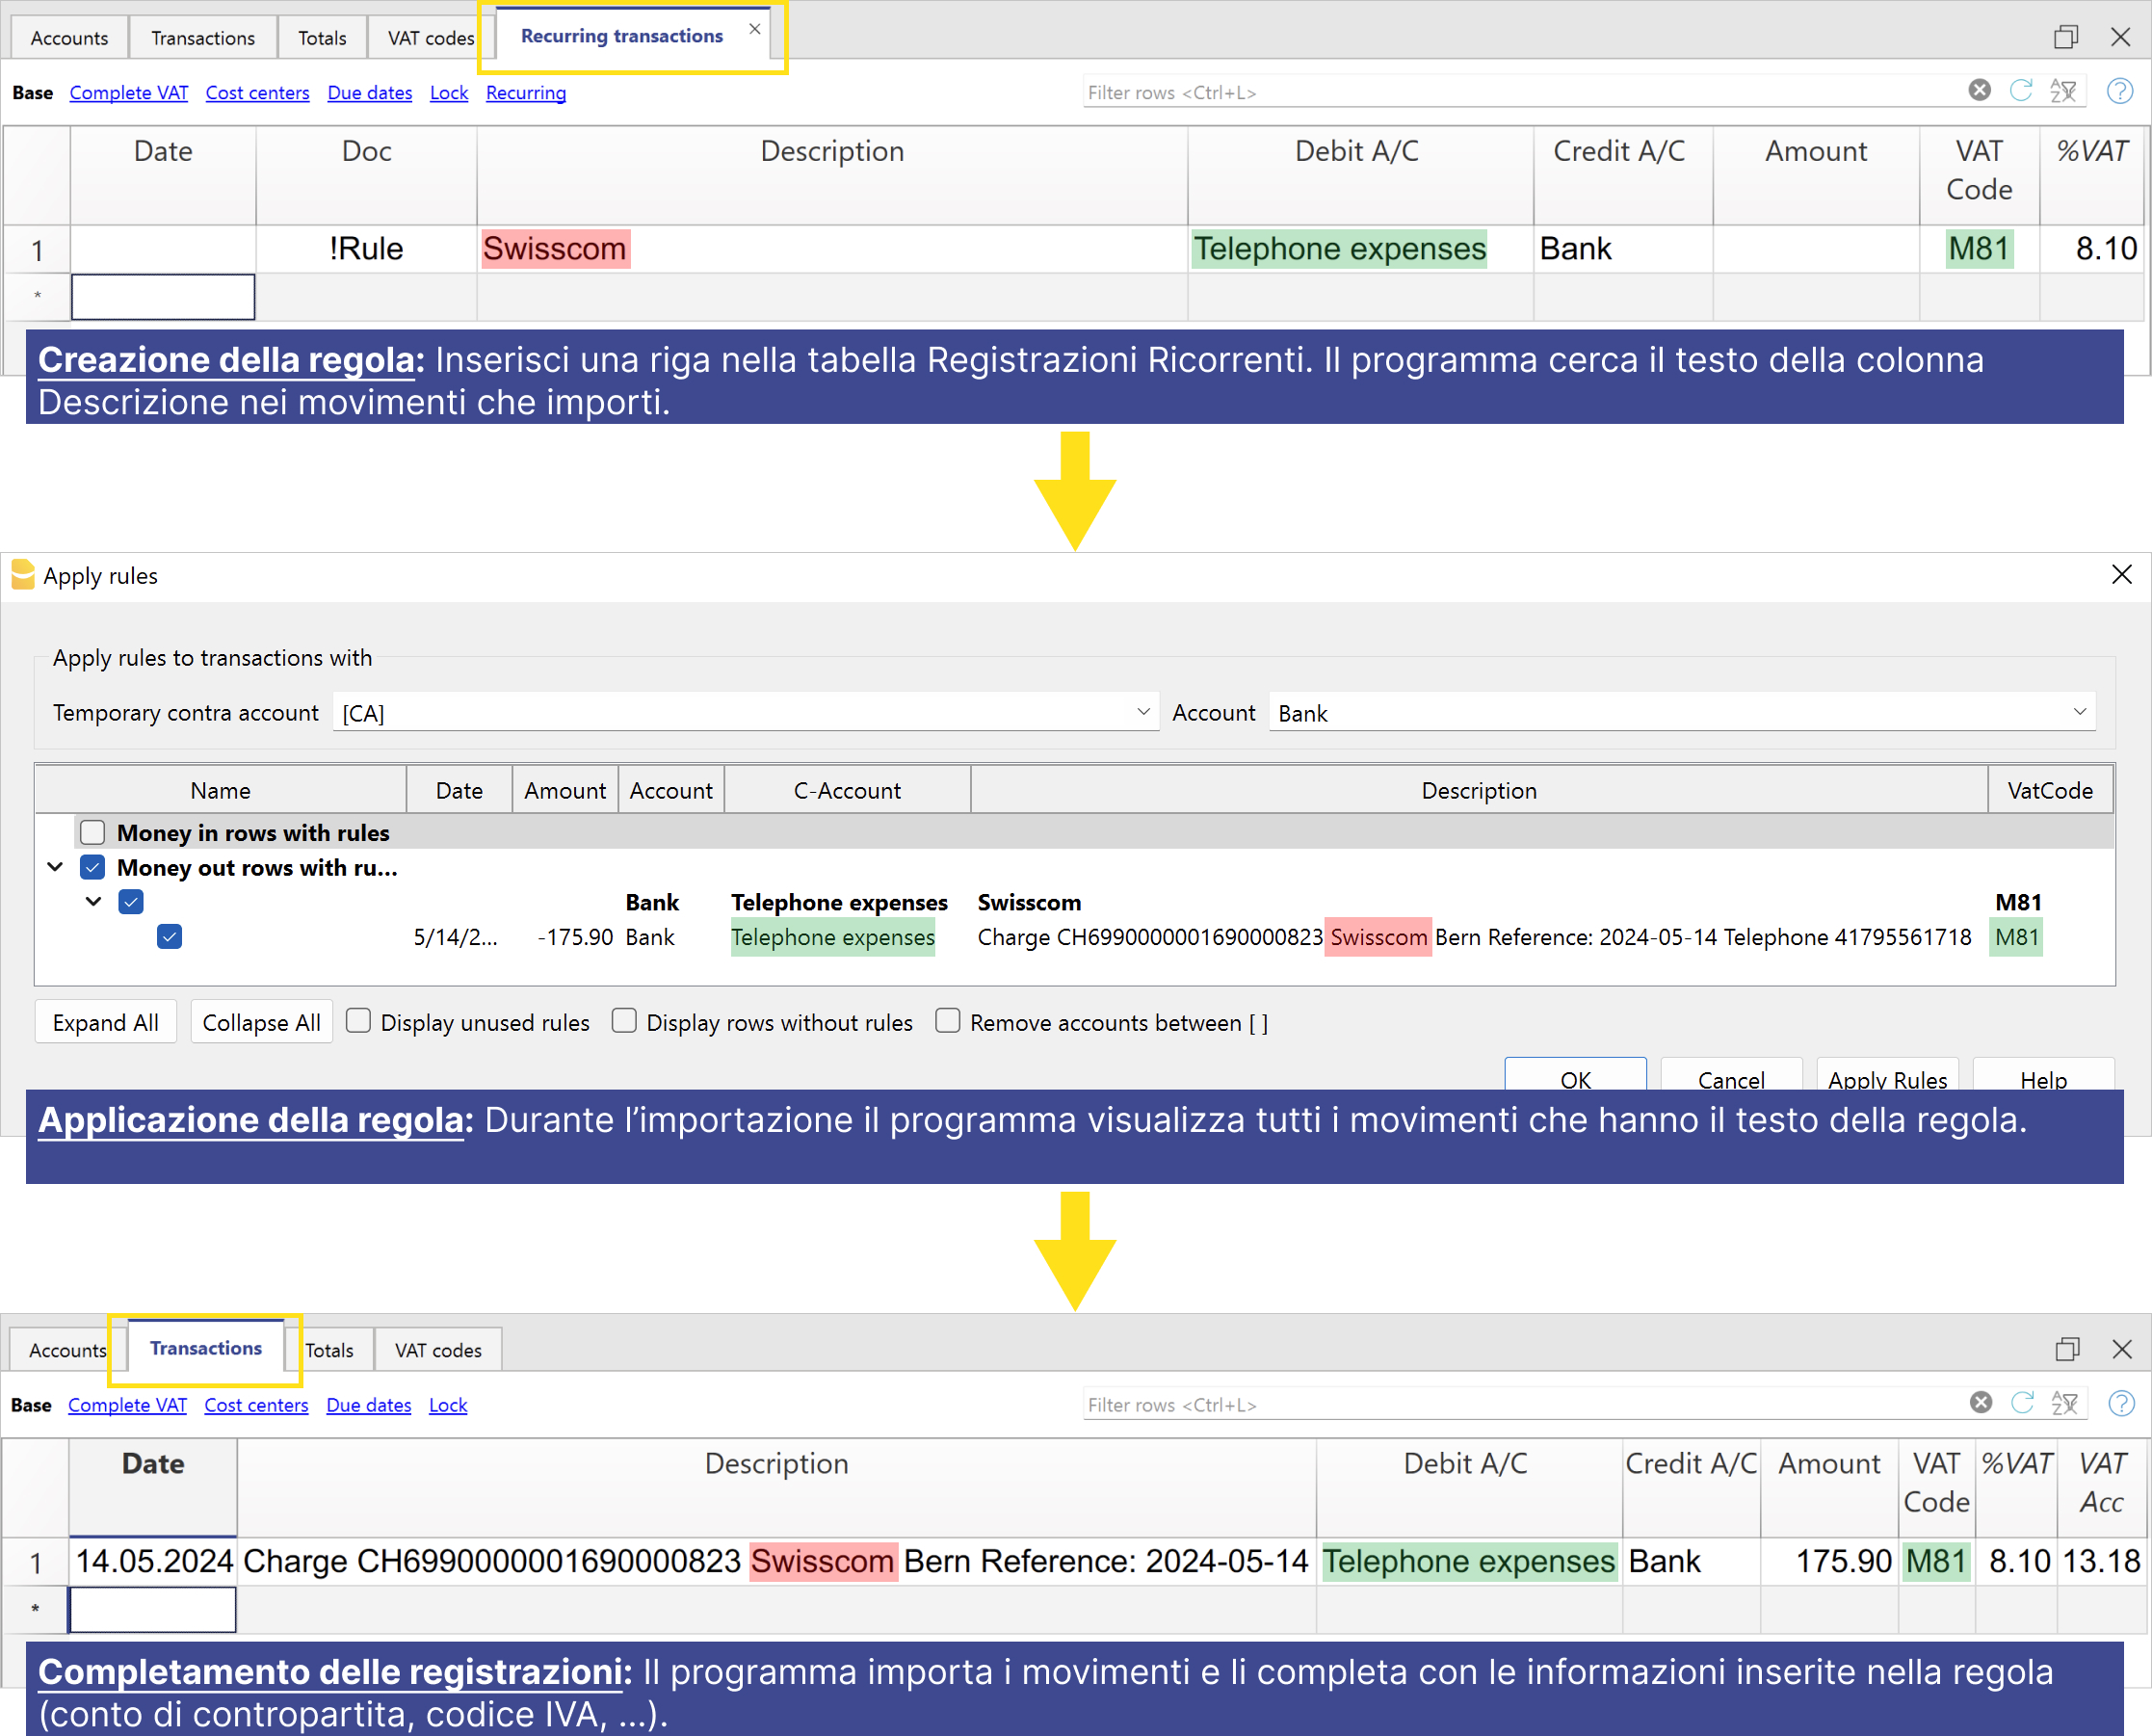 Accounts Transactions Totals VAT codes Recurring transactions
Base Complete VAT Cost centers Due dates Lock Recurring Filter rows <Ctrl+L>
Date Doc Description Debit A/C Credit A/C Amount VAT Code %VAT
1 !Rule Swisscom Telephone expenses Bank M81 8.10
*
Creazione della regola: Inserisci una riga nella tabella Registrazioni Ricorrenti. Il programma cerca il testo della colonna
Descrizione nei movimenti che importi.
Apply rules
Apply rules to transactions with
Temporary contra account [CA] Account Bank
Name Date Amount Account C-Account Description VatCode
Money in rows with rules
Money out rows with ru...
Bank Telephone expenses Swisscom M81
5/14/2... -175.90 Bank Telephone expenses Charge CH6990000001690000823 Swisscom Bern Reference: 2024-05-14 Telephone 41795561718 M81
Expand All Collapse All Display unused rules Display rows without rules Remove accounts between [ ]
OK Cancel Apply Rules Help
Applicazione della regola: Durante l’importazione il programma visualizza tutti i movimenti che hanno il testo della regola.
Accounts Transactions Totals VAT codes
Base Complete VAT Cost centers Due dates Lock Filter rows <Ctrl+L>
Date Description Debit A/C Credit A/C Amount VAT Code %VAT VAT Acc
1 14.05.2024 Charge CH6990000001690000823 Swisscom Bern Reference: 2024-05-14 Telephone expenses Bank 175.90 M81 8.10 13.18
*
Completamento delle registrazioni: Il programma importa i movimenti e li completa con le informazioni inserite nella regola
(conto di contropartita, codice IVA, ...).